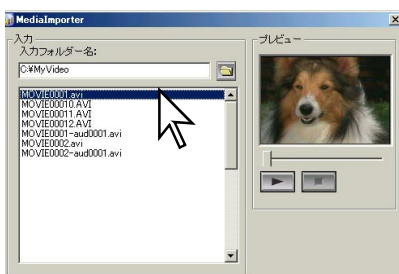 MediaImporter
入力
入力フォルダー名:
C:¥MyVideo
MOVIE0001.avi
MOVIE00010.AVI
MOVIE00011.AVI
MOVIE00012.AVI
MOVIE0001-aud0001.avi
MOVIE0002.avi
MOVIE0002-aud0001.avi
プレビュー